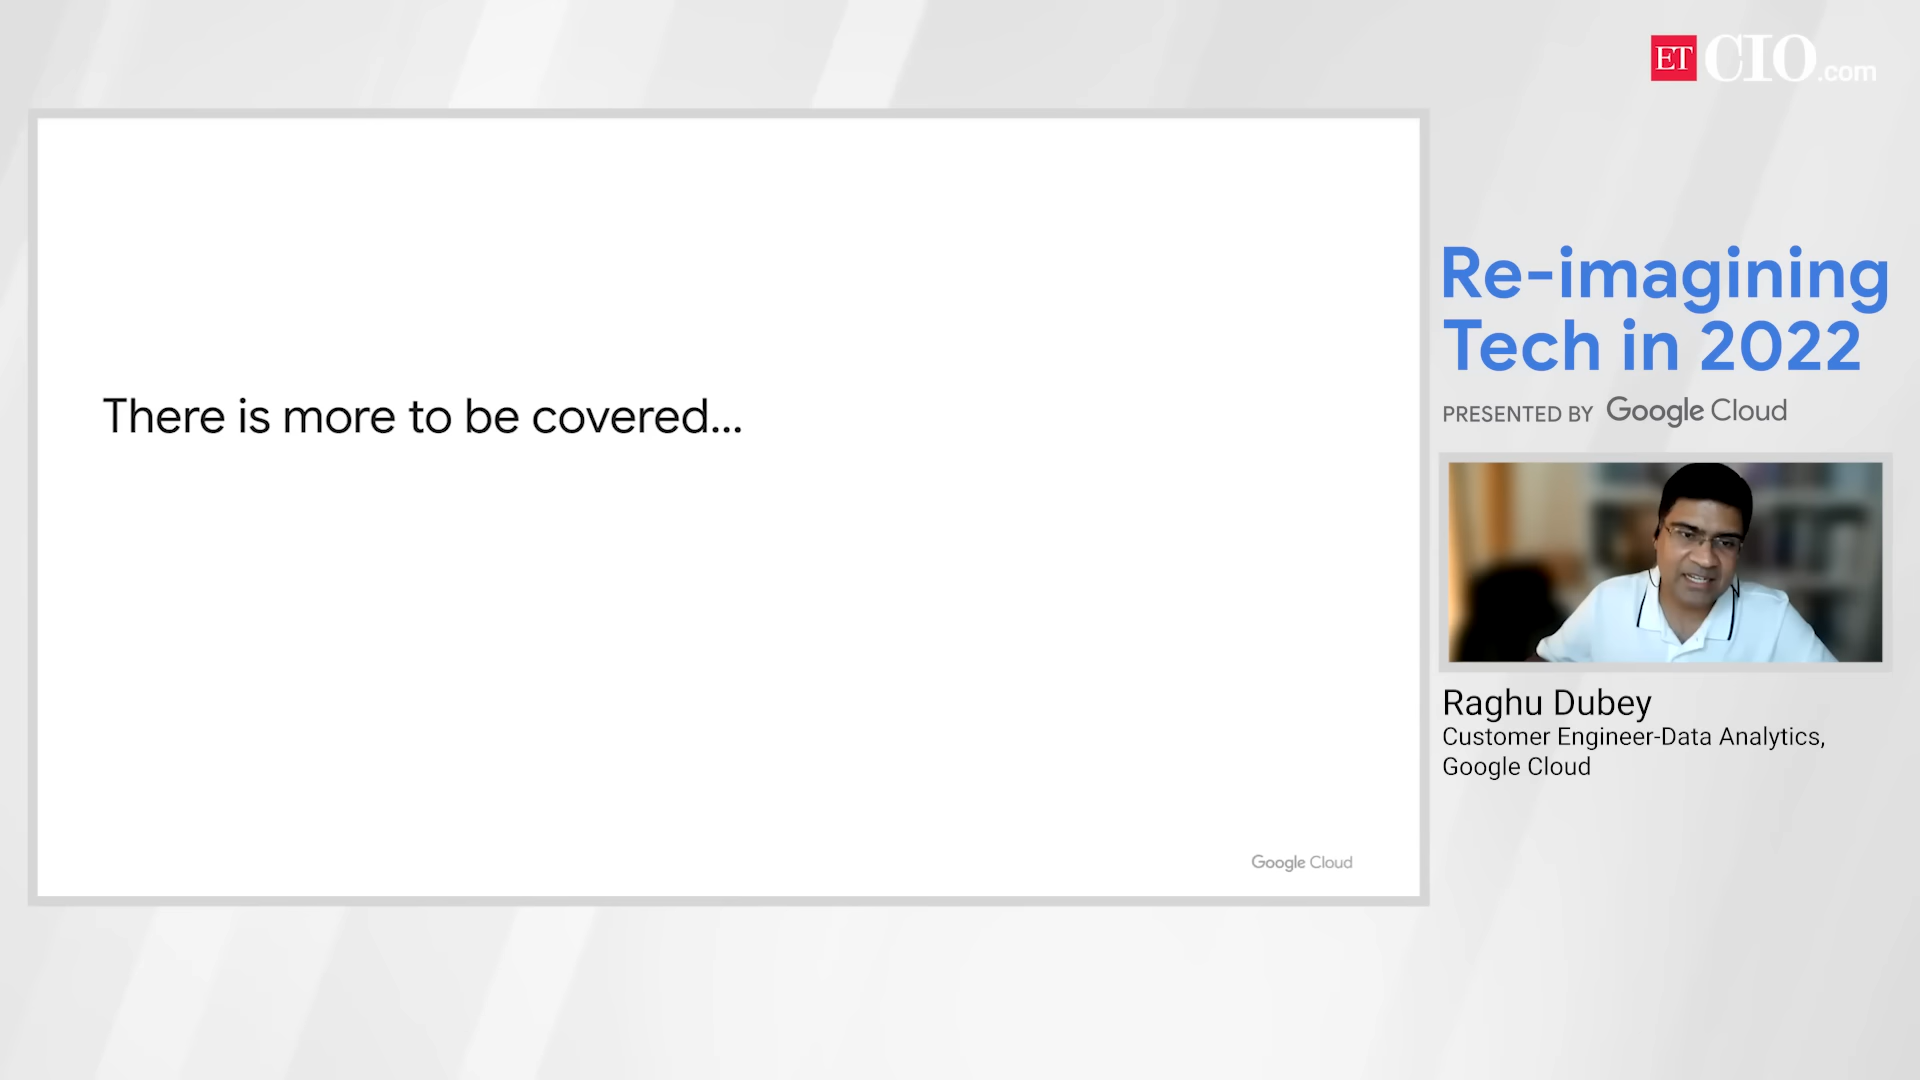 ET CIO.com
There is more to be covered...
Google Cloud
Re-imagining
Tech in 2022
PRESENTED BY Google Cloud
Raghu Dubey
Customer Engineer-Data Analytics,
Google Cloud